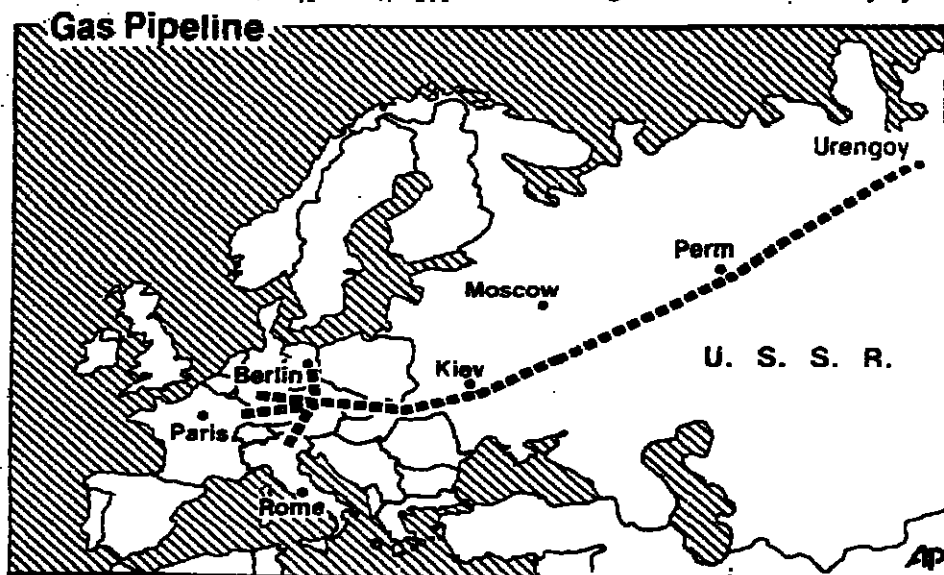 Gas Pipeline
Urengoy
Perm
Moscow
U. S. S. R.
Kiev
Berlin
Paris
Rome
AP